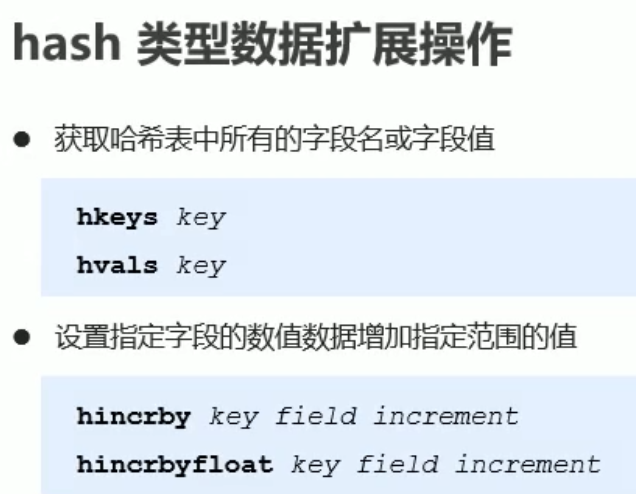 hash 类型数据扩展操作
● 获取哈希表中所有的字段名或字段值
hkeys key
hvals key
● 设置指定字段的数值数据增加指定范围的值
hincrby key field increment
hincrbyfloat key field increment